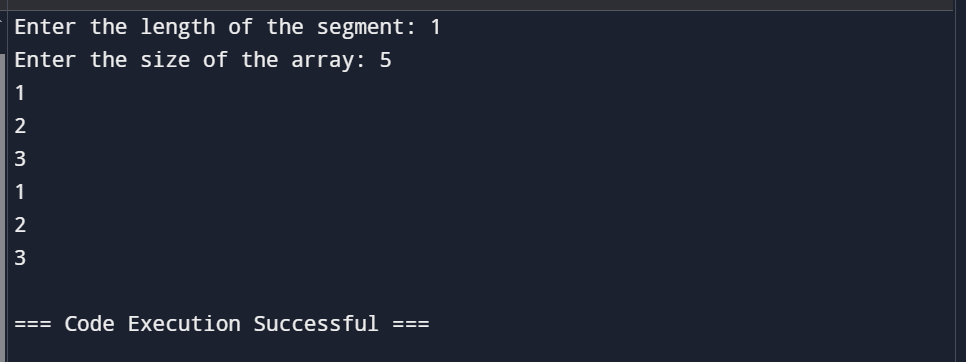 Enter the length of the segment: 1
Enter the size of the array: 5
1
2
3
1
2
3
=== Code Execution Successful ===